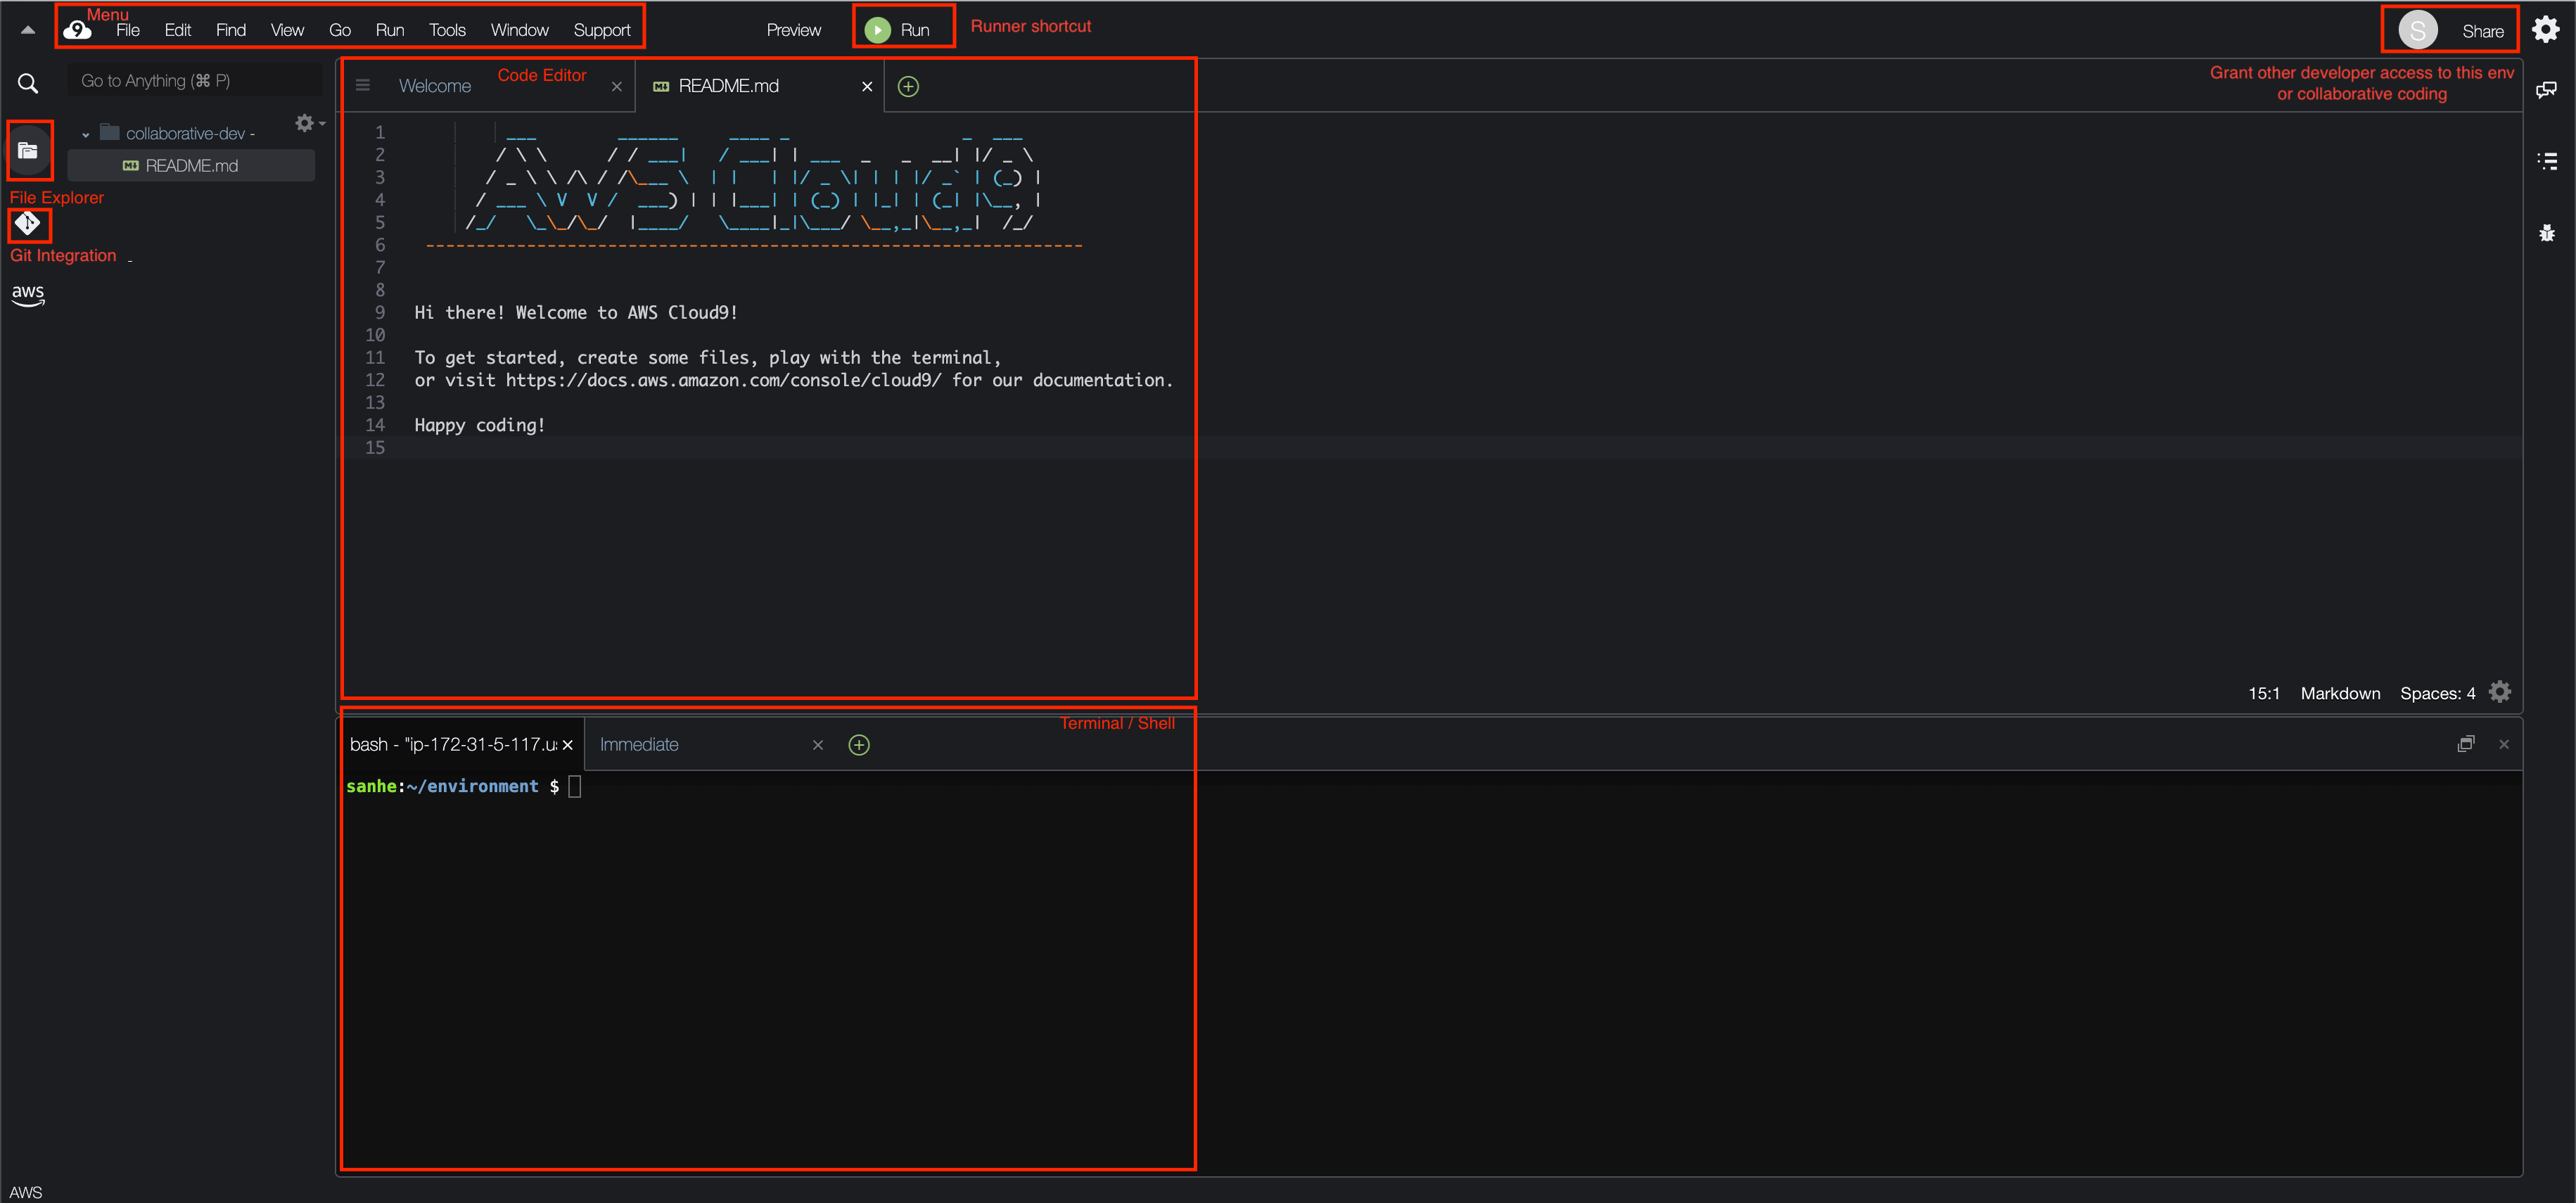 Menu
File Edit Find View Go Run Tools Window Support
Preview
Run
Runner shortcut
S
Share
Go to Anything (⌘ P)
Welcome
Code Editor
README.md
Grant other developer access to this env
or collaborative coding
collaborative-dev -
README.md
File Explorer
Git Integration
aws
1
2
3
4
5
6 -----------------------------------------------------------------
7
8
9 Hi there! Welcome to AWS Cloud9!
10
11 To get started, create some files, play with the terminal,
12 or visit https://docs.aws.amazon.com/console/cloud9/ for our documentation.
13
14 Happy coding!
15
15:1 Markdown Spaces: 4
Terminal / Shell
bash - "ip-172-31-5-117.u
Immediate
sanhe:~/environment $
AWS